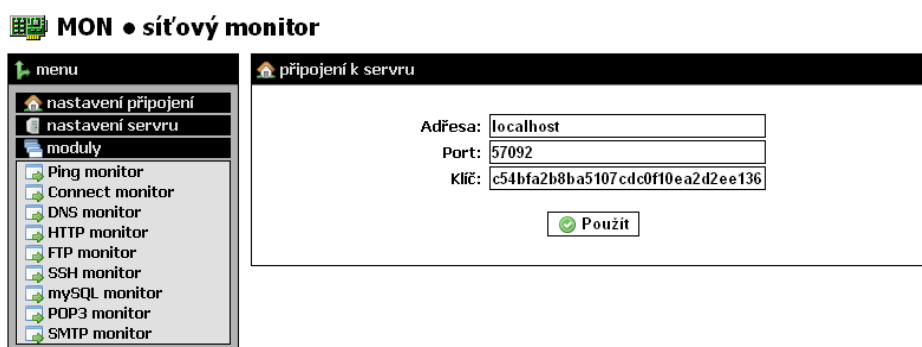 MON • síťový monitor
menu
nastavení připojení
nastavení servru
moduly
Ping monitor
Connect monitor
DNS monitor
HTTP monitor
FTP monitor
SSH monitor
mySQL monitor
POP3 monitor
SMTP monitor
připojení k servru
Adřesa: localhost
Port: 57092
Klíč: c54bfa2b8ba5107cdc0f10ea2d2ee136
Použít